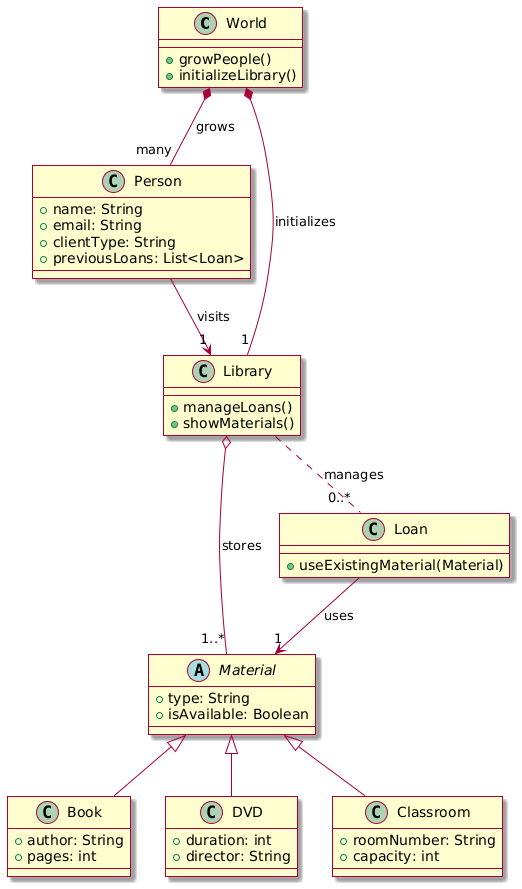 C World
growPeople()
initializeLibrary()
grows
many
C Person
name: String
email: String
clientType: String
previousLoans: List<Loan>
initializes
visits
1
1
C Library
manageLoans()
showMaterials()
manages
0..*
C Loan
useExistingMaterial(Material)
stores
uses
1..*
1
A Material
type: String
isAvailable: Boolean
C Book
author: String
pages: int
C DVD
duration: int
director: String
C Classroom
roomNumber: String
capacity: int